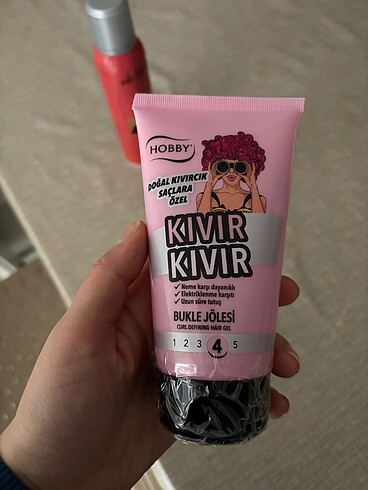 HOBBY
DOĞAL KIVIRCIK
SAÇLARA
ÖZEL
KIVIR
KIVIR
Neme karşı dayanıklı
Elektriklenme karşıtı
Uzun süre tutuş
BUKLE JÖLESİ
CURL DEFINING HAIR GEL
1 2 3 4 5